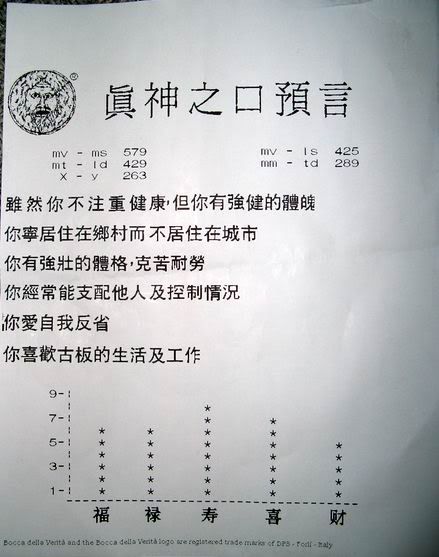 ®
眞神之口預言
mv - ms 579 mv - ls 425
mt - ld 429 mm - td 289
x - y 263
雖然你不注重健康，但你有強健的體魄
你寧居住在鄉村而不居住在城市
你有強壯的體格，克苦耐勞
你經常能支配他人及控制情況
你愛自我反省
你喜歡古板的生活及工作
9-
7-
5-
3-
1-
福 禄 寿 喜 财
Bocca della Verità and the Bocca della Verità logo are registered trade marks of DPS - Forlì - Italy